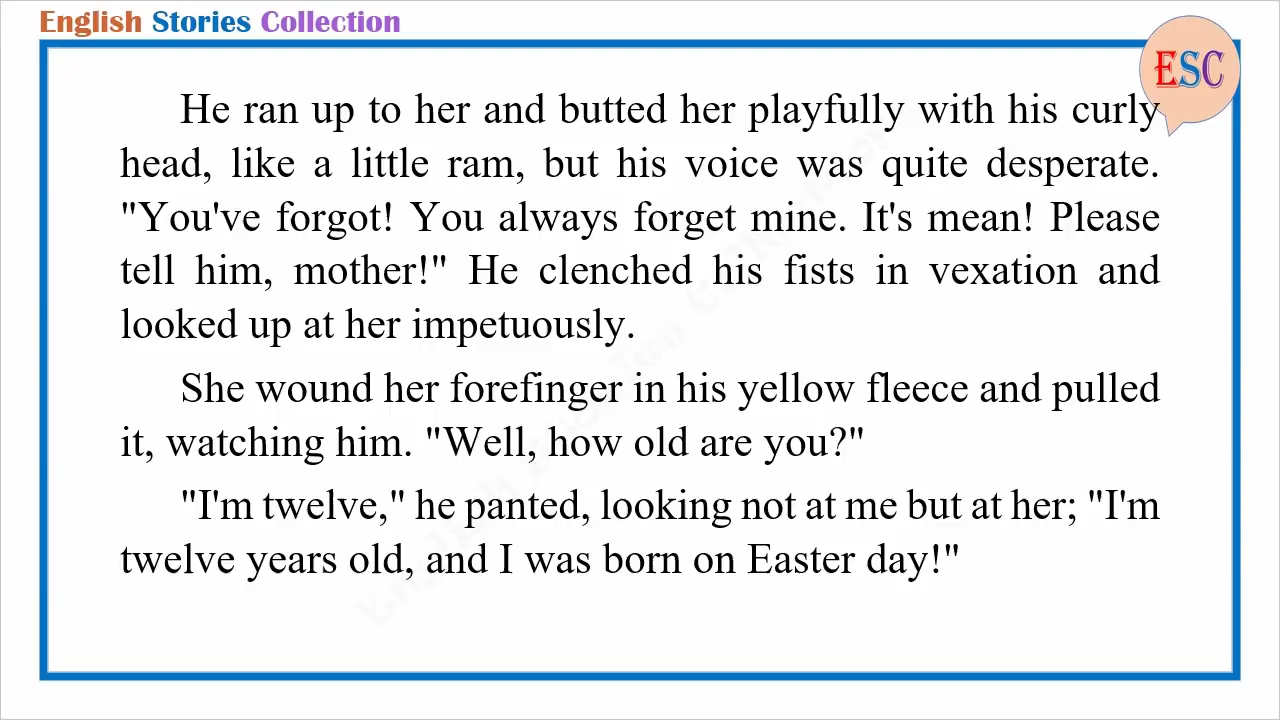 English Stories Collection
ESC
He ran up to her and butted her playfully with his curly
head, like a little ram, but his voice was quite desperate.
"You've forgot! You always forget mine. It's mean! Please
tell him, mother!" He clenched his fists in vexation and
looked up at her impetuously.
She wound her forefinger in his yellow fleece and pulled
it, watching him. "Well, how old are you?"
"I'm twelve," he panted, looking not at me but at her; "I'm
twelve years old, and I was born on Easter day!"